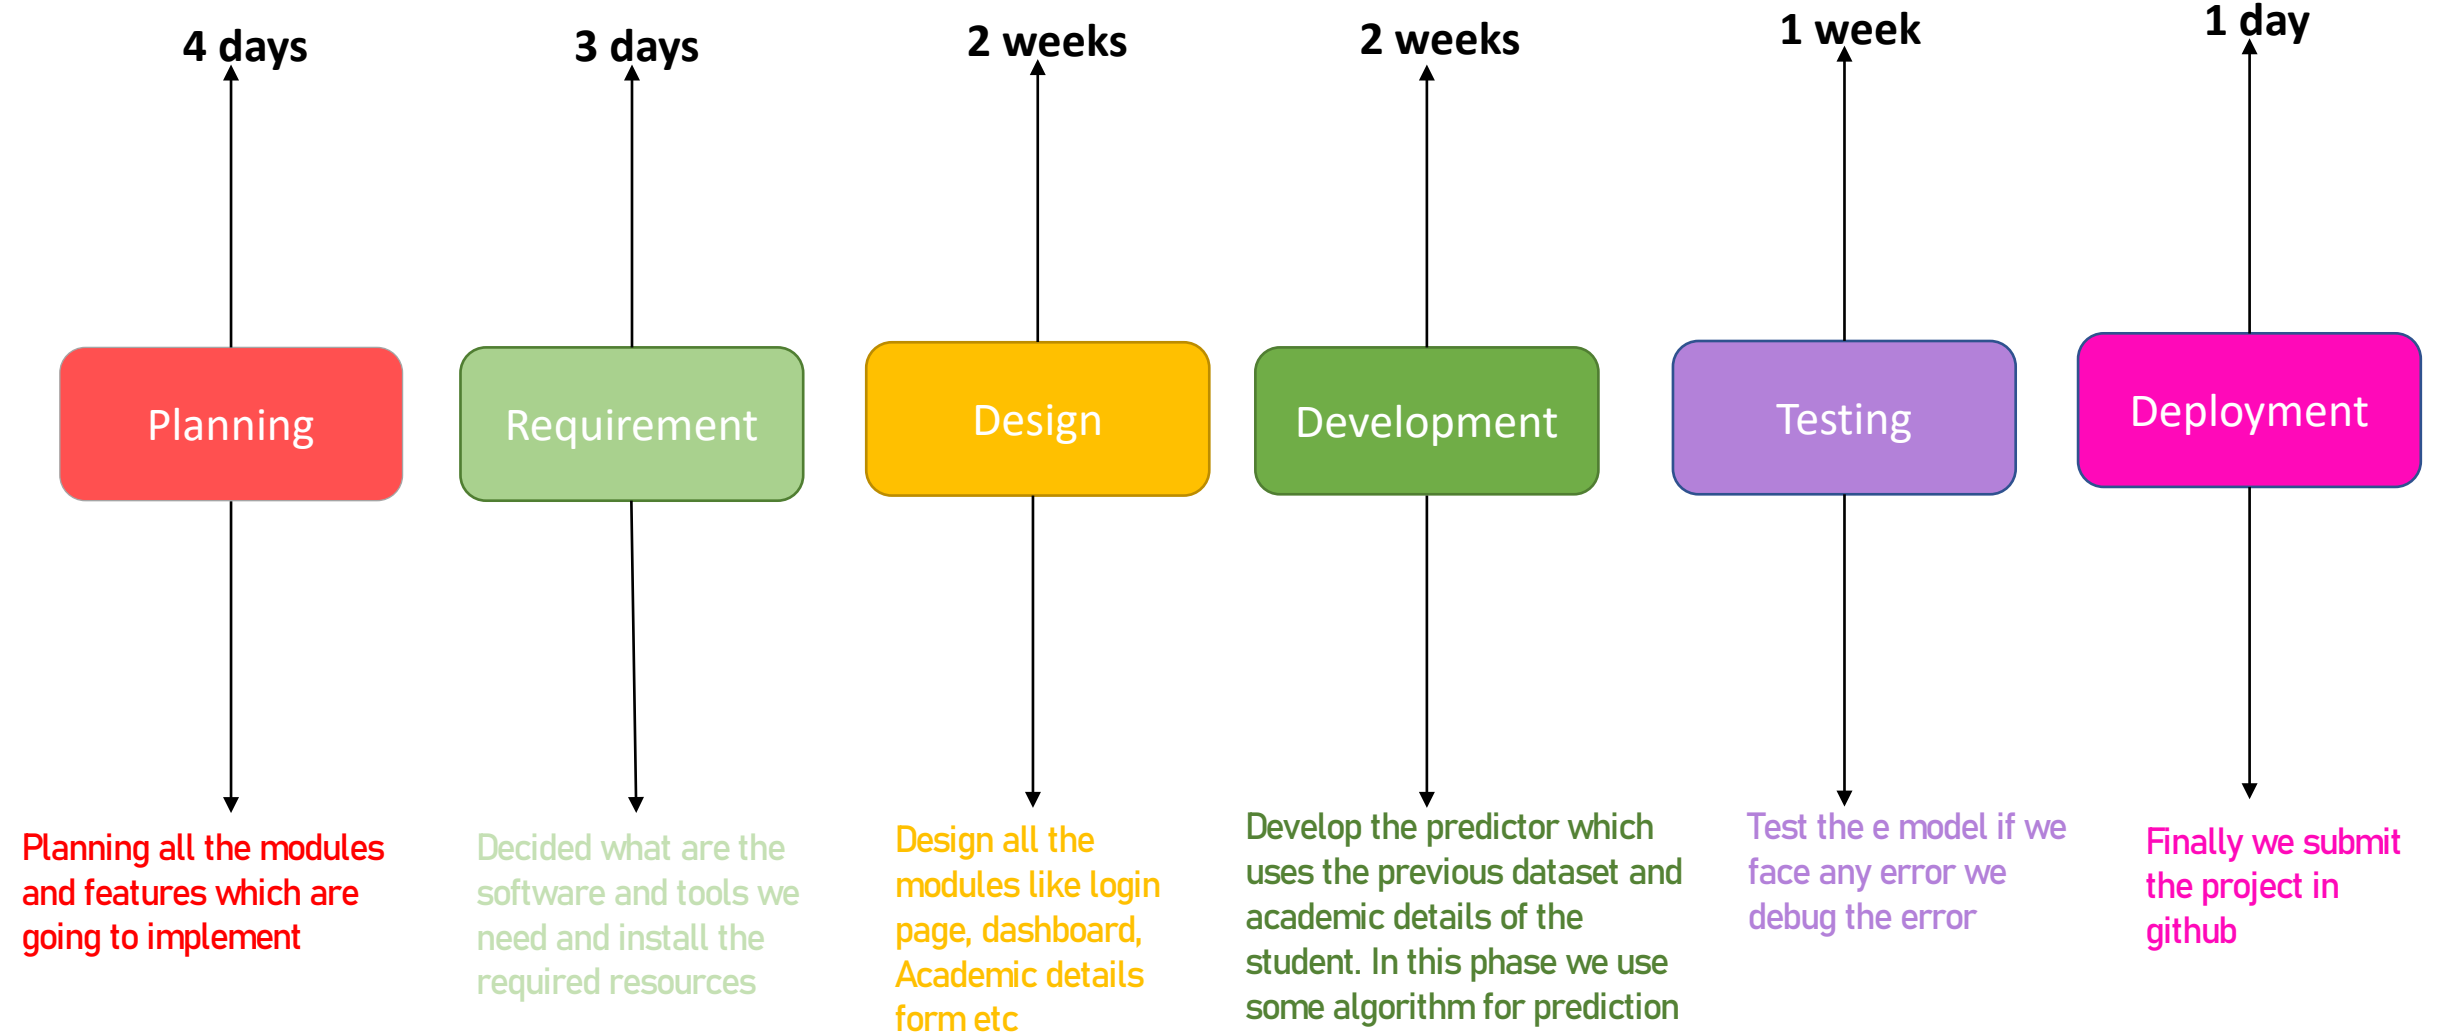 4 days
3 days
2 weeks
2 weeks
1 week
1 day
Planning
Requirement
Design
Development
Testing
Deployment
Planning all the modules
and features which are
going to implement
Decided what are the
software and tools we
need and install the
required resources
Design all the
modules like login
page, dashboard,
Academic details
form etc
Develop the predictor which
uses the previous dataset and
academic details of the
student. In this phase we use
some algorithm for prediction
Test the e model if we
face any error we
debug the error
Finally we submit
the project in
github